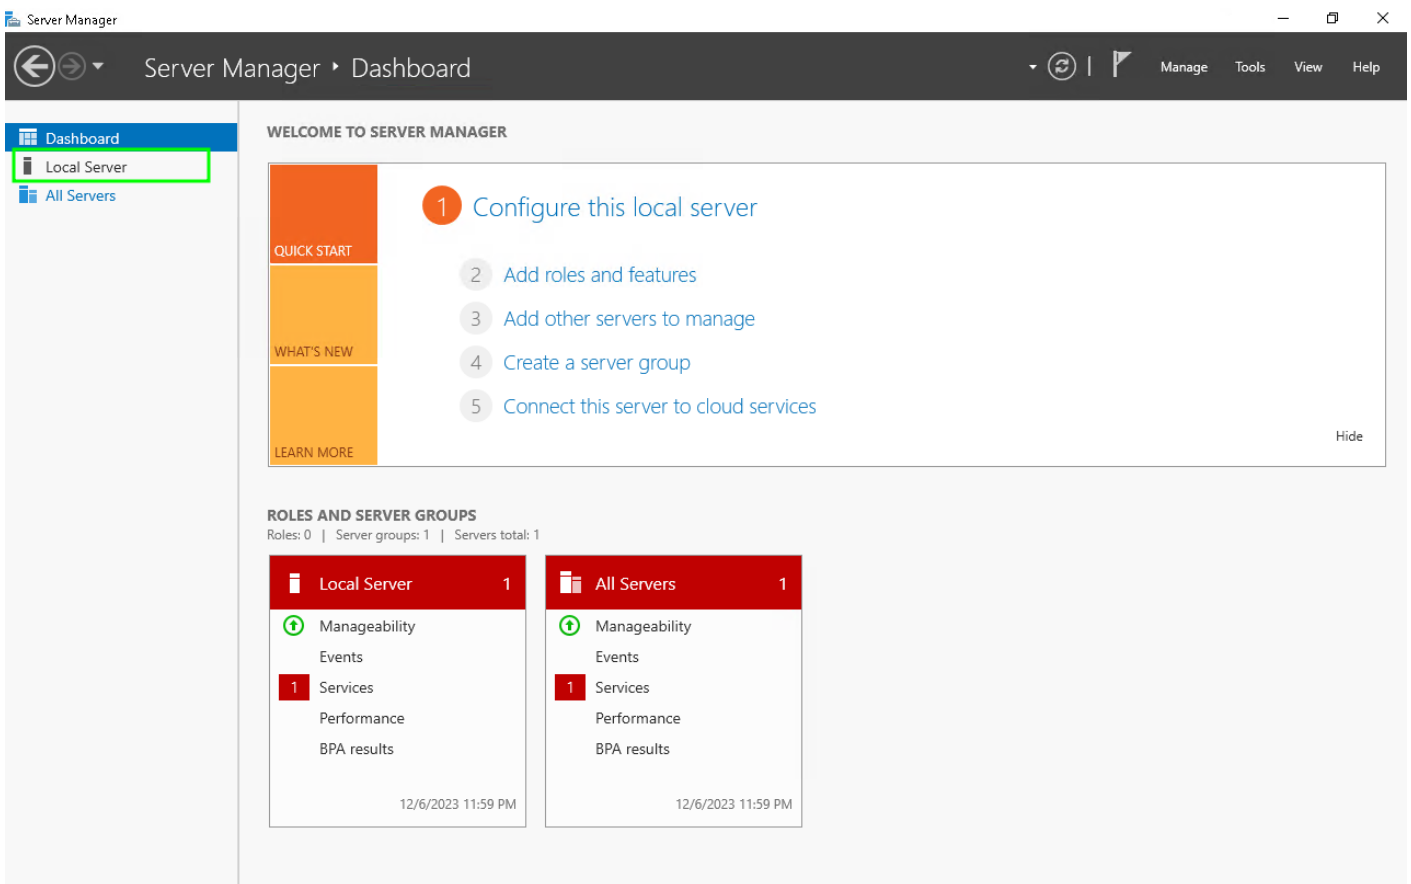 Server Manager
Server Manager ‣ Dashboard
Manage Tools View Help
Dashboard
Local Server
All Servers
WELCOME TO SERVER MANAGER
QUICK START
WHAT'S NEW
LEARN MORE
1 Configure this local server
2 Add roles and features
3 Add other servers to manage
4 Create a server group
5 Connect this server to cloud services
Hide
ROLES AND SERVER GROUPS
Roles: 0 | Server groups: 1 | Servers total: 1
Local Server 1
Manageability
Events
1 Services
Performance
BPA results
12/6/2023 11:59 PM
All Servers 1
Manageability
Events
1 Services
Performance
BPA results
12/6/2023 11:59 PM